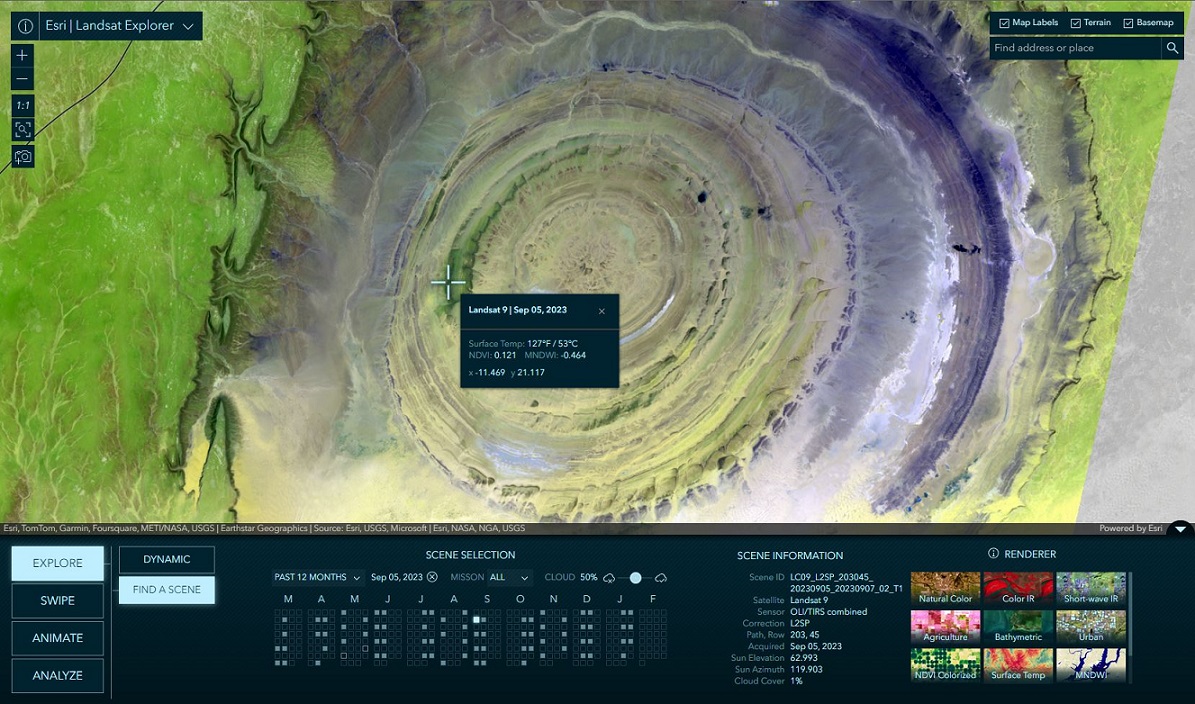 Esri | Landsat Explorer
Map Labels Terrain Basemap
Find address or place
+
−
1:1
Landsat 9 | Sep 05, 2023 ×
Surface Temp: 127°F / 53°C
NDVI: 0.121 MNDWI: -0.464
x -11.469 y 21.117
Esri, TomTom, Garmin, Foursquare, METI/NASA, USGS | Earthstar Geographics | Source: Esri, USGS, Microsoft | Esri, NASA, NGA, USGS
Powered by Esri
EXPLORE
SWIPE
ANIMATE
ANALYZE
DYNAMIC
FIND A SCENE
SCENE SELECTION
PAST 12 MONTHS Sep 05, 2023 MISSON ALL CLOUD 50%
M A M J J A S O N D J F
SCENE INFORMATION
Scene ID LC09_L2SP_203045_
20230905_20230907_02_T1
Satellite Landsat 9
Sensor OLI/TIRS combined
Correction L2SP
Path, Row 203, 45
Acquired Sep 05, 2023
Sun Elevation 62.993
Sun Azimuth 119.903
Cloud Cover 1%
RENDERER
Natural Color
Color IR
Short-wave IR
Agriculture
Bathymetric
Urban
NDVI Colorized
Surface Temp
MNDWI